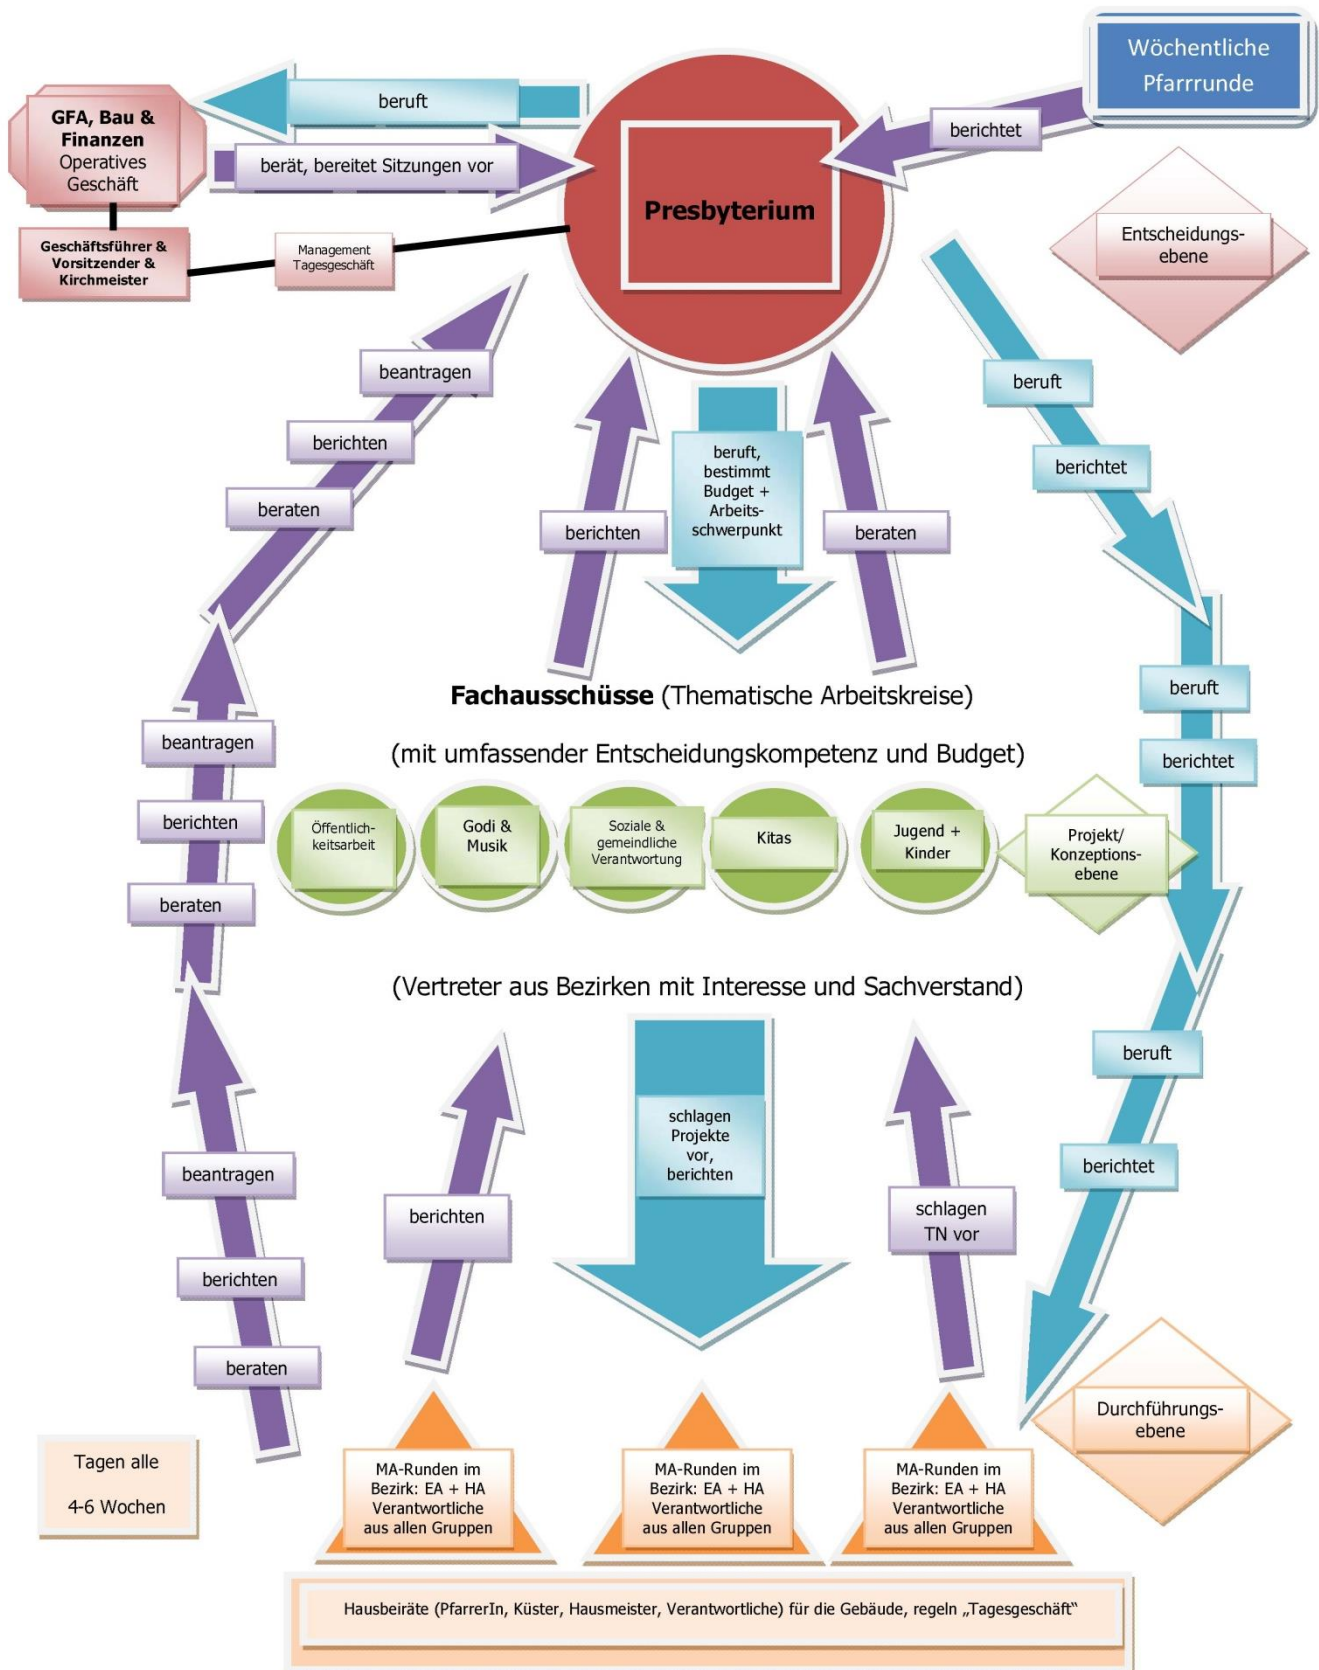 Wöchentliche
Pfarrrunde
beruft
GFA, Bau &
Finanzen
Operatives
Geschäft
berichtet
berät, bereitet Sitzungen vor
Presbyterium
Geschäftsführer &
Vorsitzender &
Kirchmeister
Management
Tagesgeschäft
Entscheidungs-
ebene
beantragen
berichten
beraten
berichten
beruft,
bestimmt
Budget +
Arbeits-
schwerpunkt
beraten
beruft
berichtet
Fachausschüsse (Thematische Arbeitskreise)
(mit umfassender Entscheidungskompetenz und Budget)
beruft
berichtet
beantragen
berichten
beraten
Öffentlich-
keitsarbeit
Godi &
Musik
Soziale &
gemeindliche
Verantwortung
Kitas
Jugend +
Kinder
Projekt/
Konzeptions-
ebene
(Vertreter aus Bezirken mit Interesse und Sachverstand)
beruft
berichtet
beantragen
berichten
beraten
berichten
schlagen
Projekte
vor,
berichten
schlagen
TN vor
Durchführungs-
ebene
Tagen alle
4-6 Wochen
MA-Runden im
Bezirk: EA + HA
Verantwortliche
aus allen Gruppen
MA-Runden im
Bezirk: EA + HA
Verantwortliche
aus allen Gruppen
MA-Runden im
Bezirk: EA + HA
Verantwortliche
aus allen Gruppen
Hausbeiräte (PfarrerIn, Küster, Hausmeister, Verantwortliche) für die Gebäude, regeln „Tagesgeschäft“